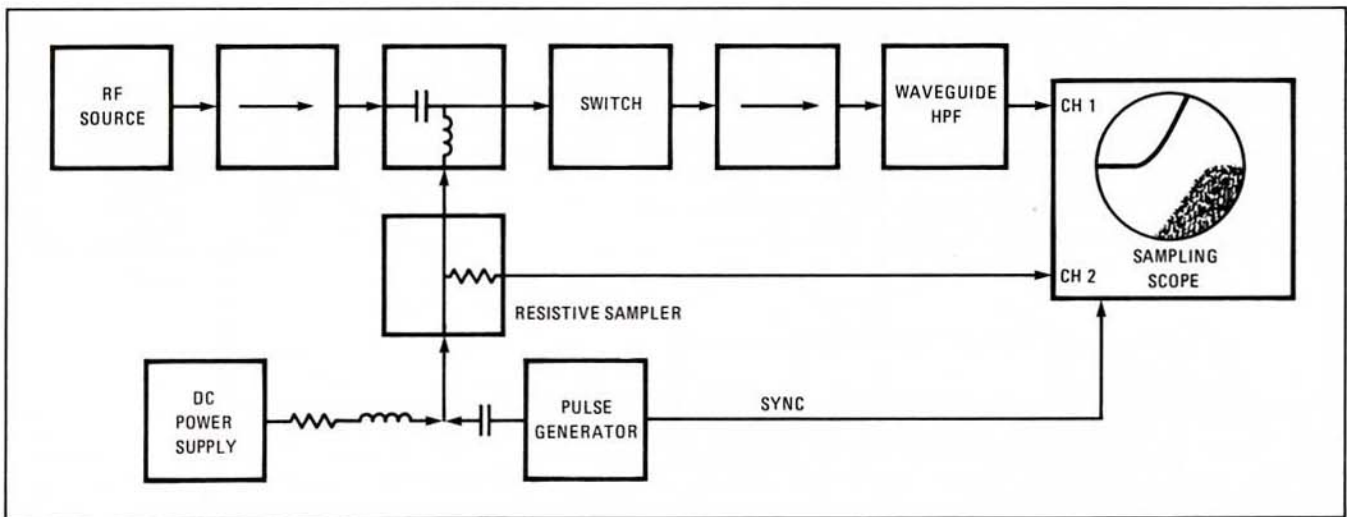 RF
SOURCE
SWITCH
WAVEGUIDE
HPF
CH 1
SAMPLING
SCOPE
CH 2
RESISTIVE SAMPLER
DC
POWER
SUPPLY
PULSE
GENERATOR
SYNC